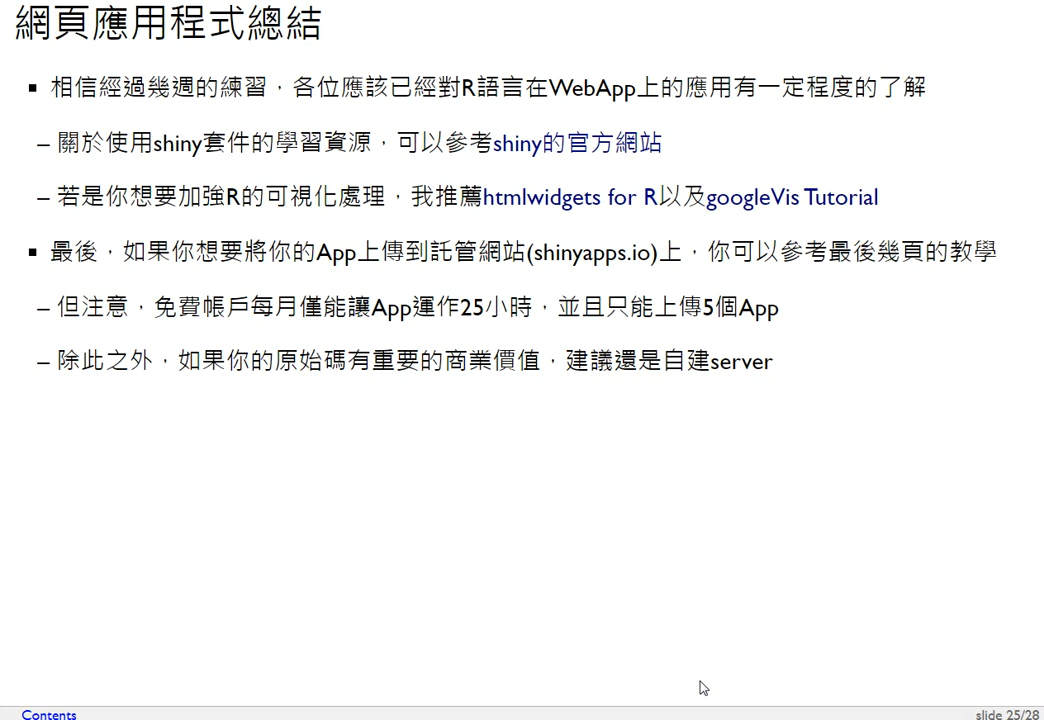 網頁應用程式總結
▪ 相信經過幾週的練習，各位應該已經對R語言在WebApp上的應用有一定程度的了解
– 關於使用shiny套件的學習資源，可以參考shiny的官方網站
– 若是你想要加強R的可視化處理，我推薦htmlwidgets for R以及googleVis Tutorial
▪ 最後，如果你想要將你的App上傳到託管網站(shinyapps.io)上，你可以參考最後幾頁的教學
– 但注意，免費帳戶每月僅能讓App運作25小時，並且只能上傳5個App
– 除此之外，如果你的原始碼有重要的商業價值，建議還是自建server
Contents
slide 25/28